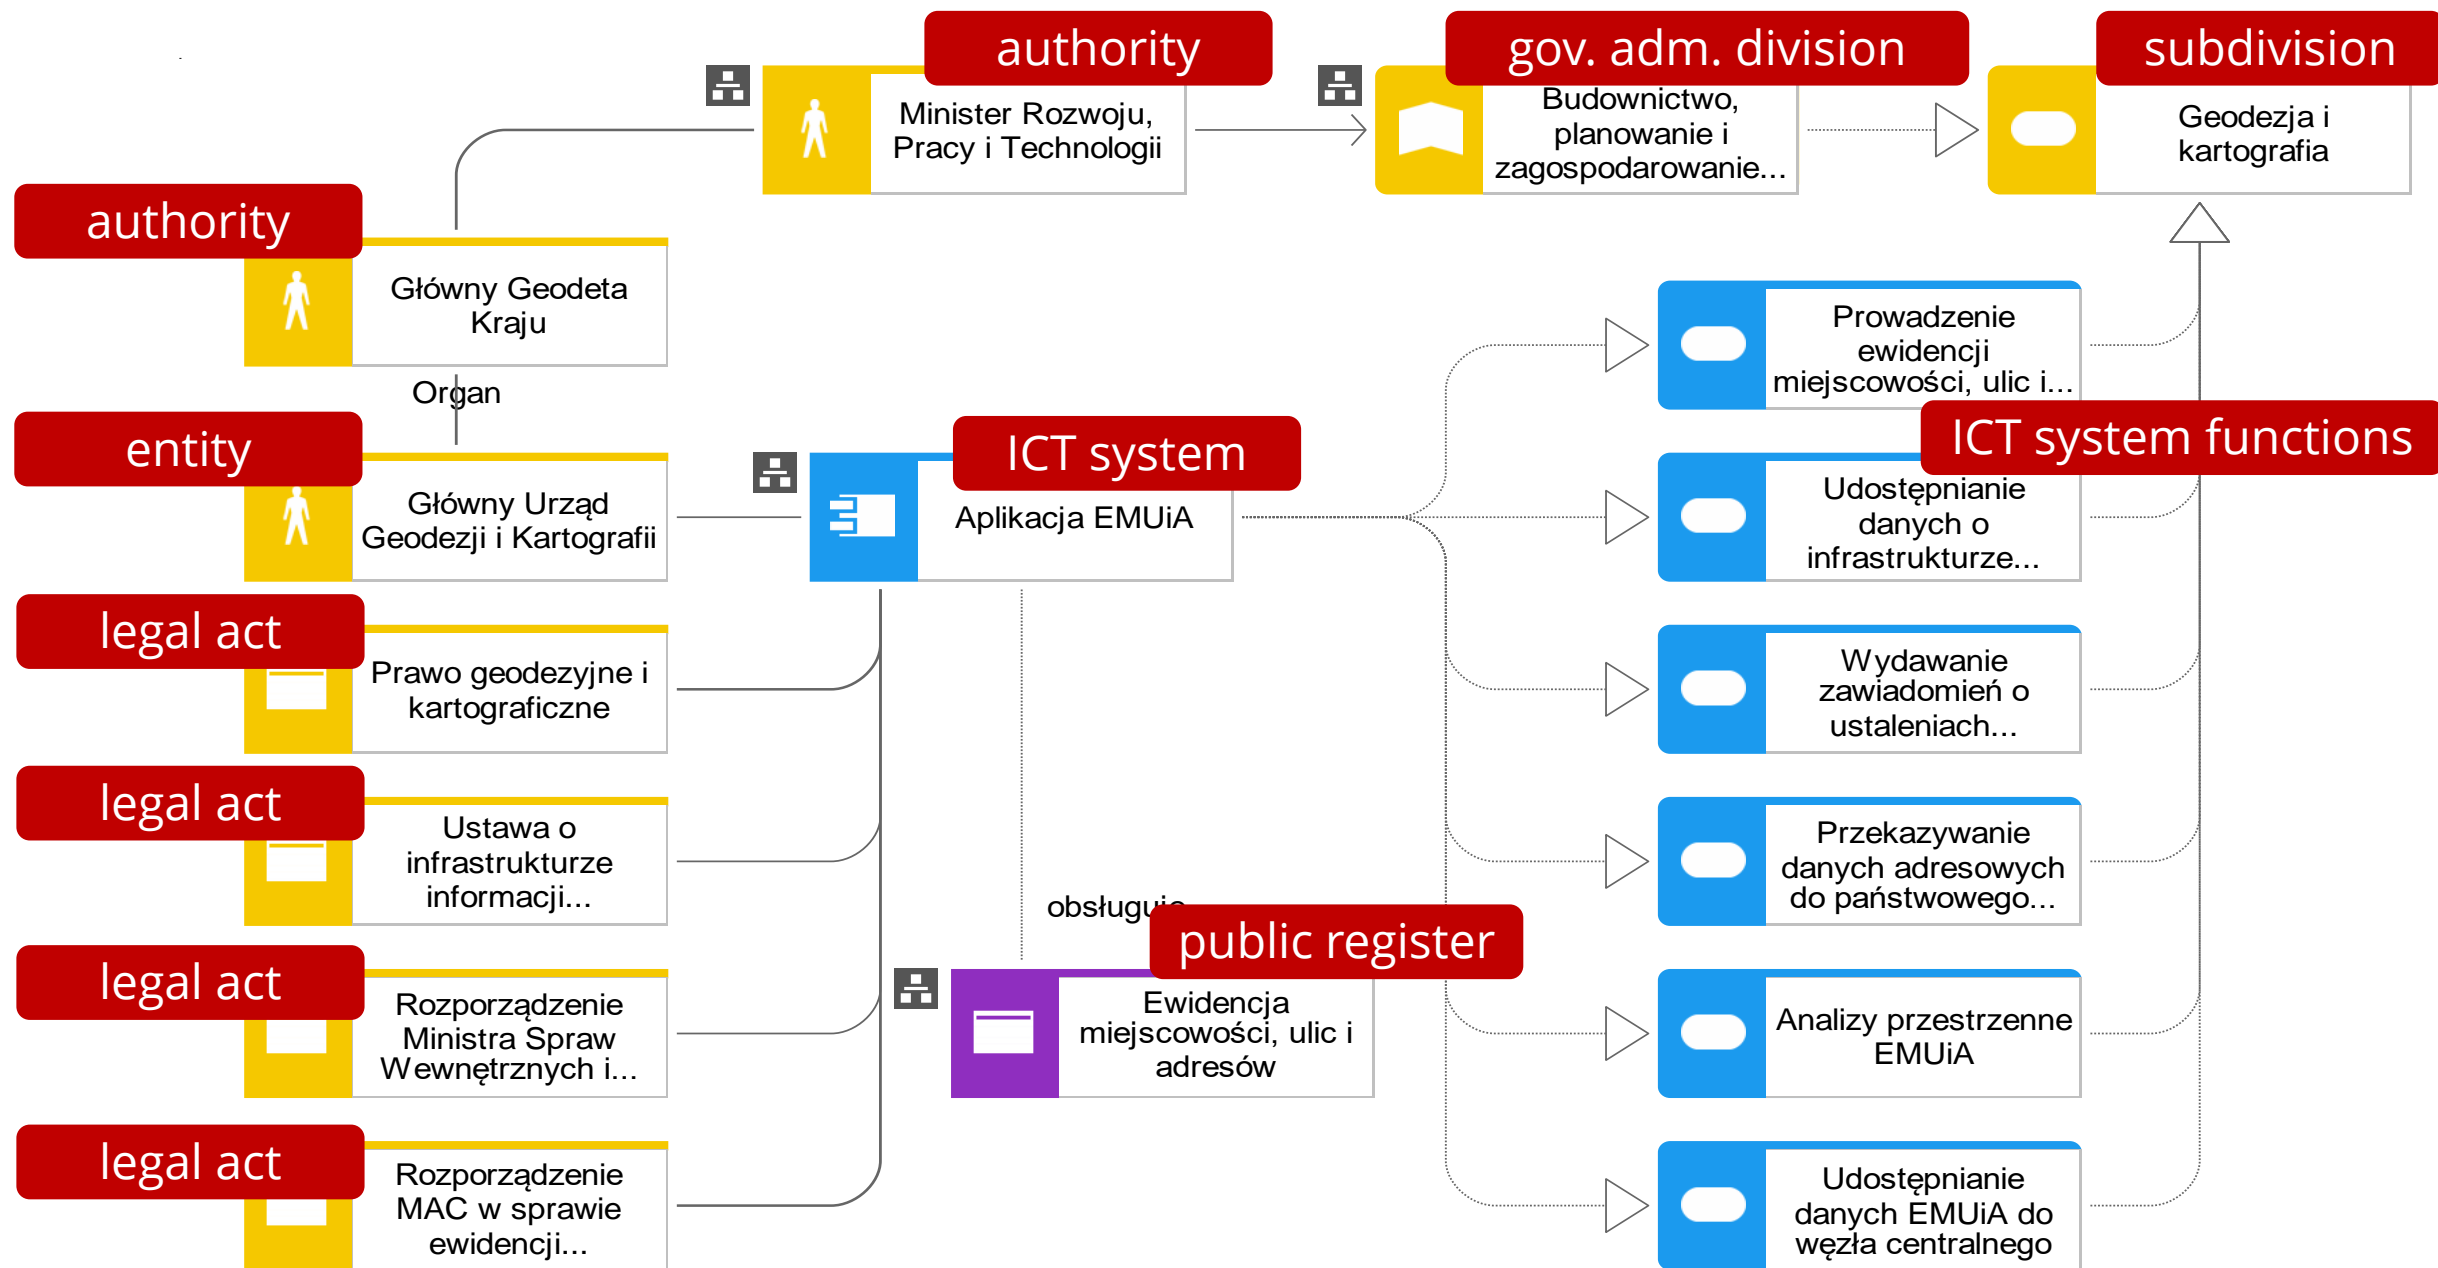 authority
Minister Rozwoju,
Pracy i Technologii
gov. adm. division
Budownictwo,
planowanie i
zagospodarowanie...
subdivision
Geodezja i
kartografia
authority
Główny Geodeta
Kraju
Organ
entity
Główny Urząd
Geodezji i Kartografii
ICT system
Aplikacja EMUiA
legal act
Prawo geodezyjne i
kartograficzne
legal act
Ustawa o
infrastrukturze
informacji...
legal act
Rozporządzenie
Ministra Spraw
Wewnętrznych i...
legal act
Rozporządzenie
MAC w sprawie
ewidencji...
obsługuje
public register
Ewidencja
miejscowości, ulic i
adresów
Prowadzenie
ewidencji
miejscowości, ulic i...
ICT system functions
Udostępnianie
danych o
infrastrukturze...
Wydawanie
zawiadomień o
ustaleniach...
Przekazywanie
danych adresowych
do państwowego...
Analizy przestrzenne
EMUiA
Udostępnianie
danych EMUiA do
węzła centralnego